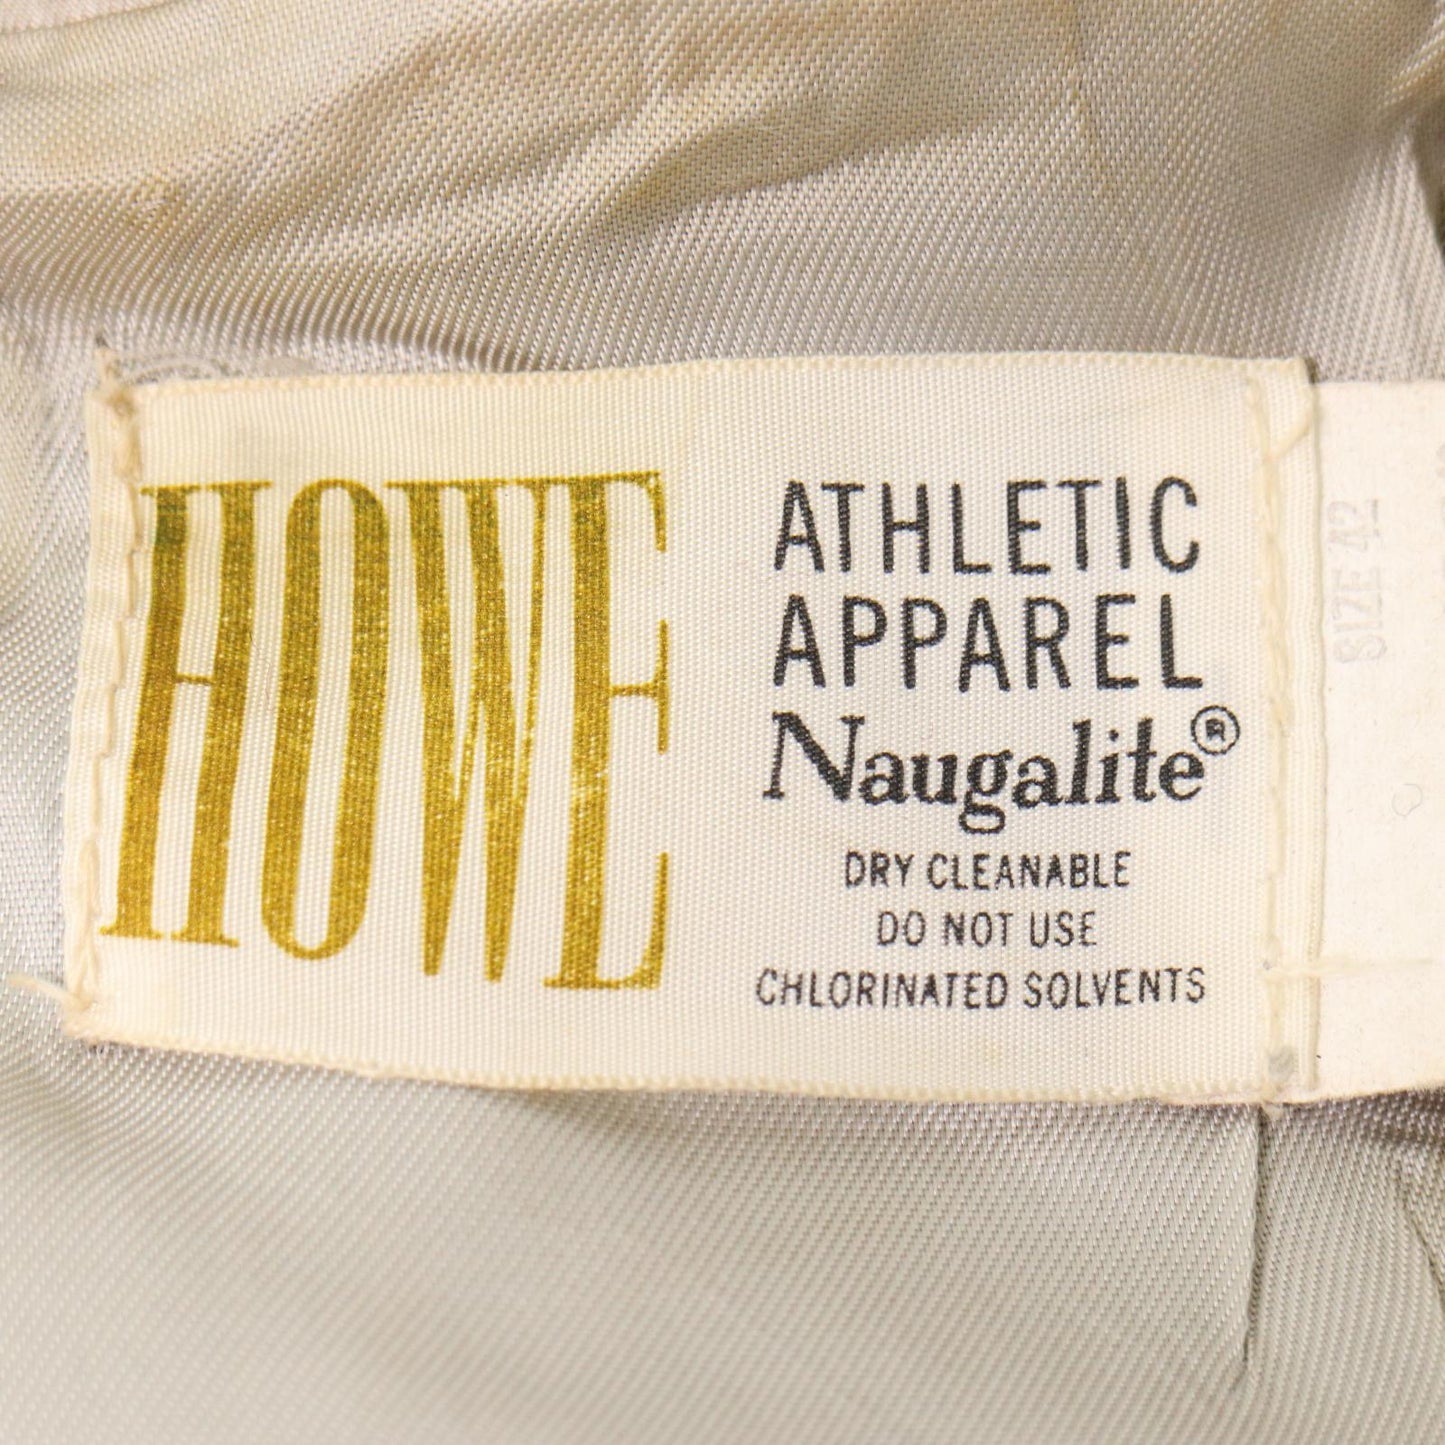 HOWE
ATHLETIC
APPAREL
Naugalite®
DRY CLEANABLE
DO NOT USE
CHLORINATED SOLVENTS
SIZE 42